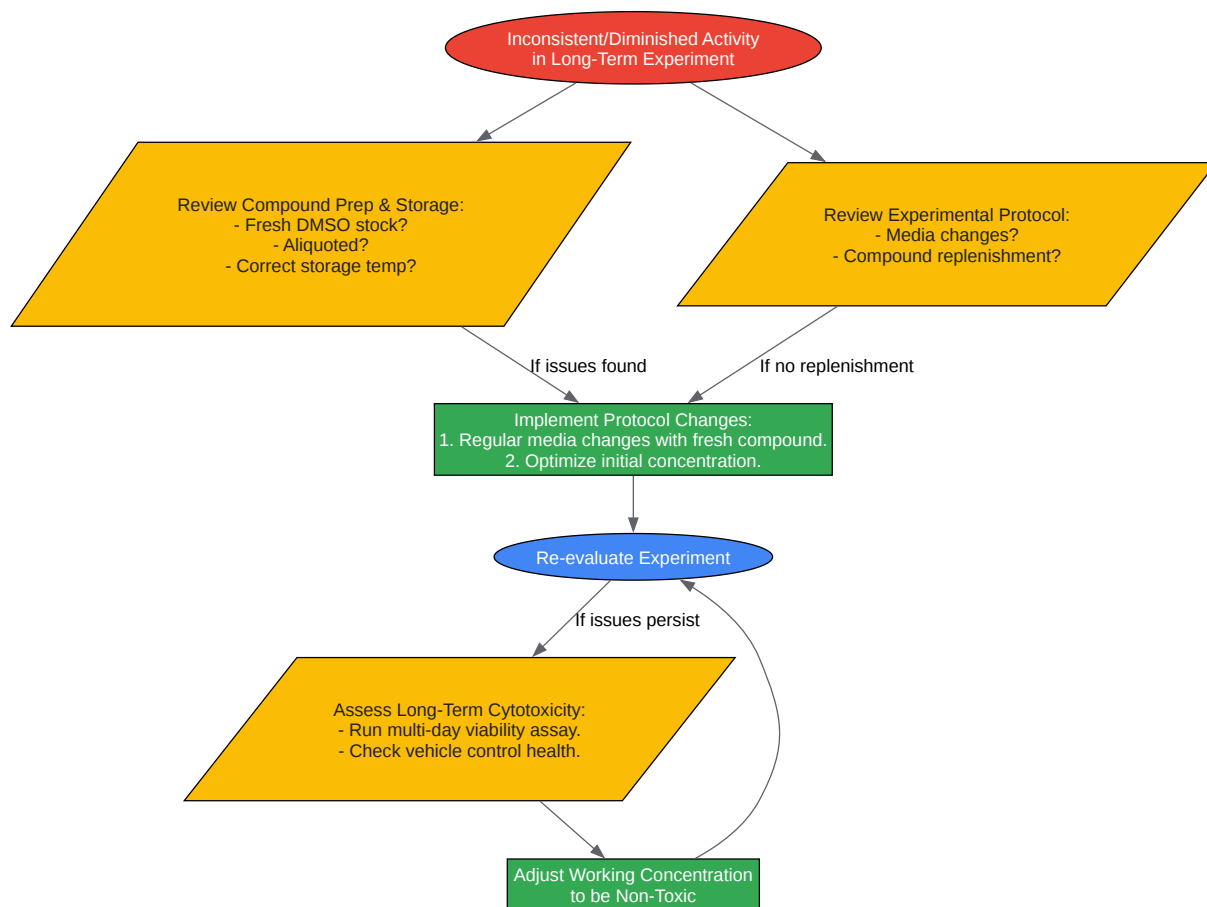 Inconsistent/Diminished Activity
in Long-Term Experiment
Review Compound Prep & Storage:
- Fresh DMSO stock?
- Aliquoted?
- Correct storage temp?
Review Experimental Protocol:
- Media changes?
- Compound replenishment?
If issues found
If no replenishment
Implement Protocol Changes:
1. Regular media changes with fresh compound.
2. Optimize initial concentration.
Re-evaluate Experiment
If issues persist
Assess Long-Term Cytotoxicity:
- Run multi-day viability assay.
- Check vehicle control health.
Adjust Working Concentration
to be Non-Toxic